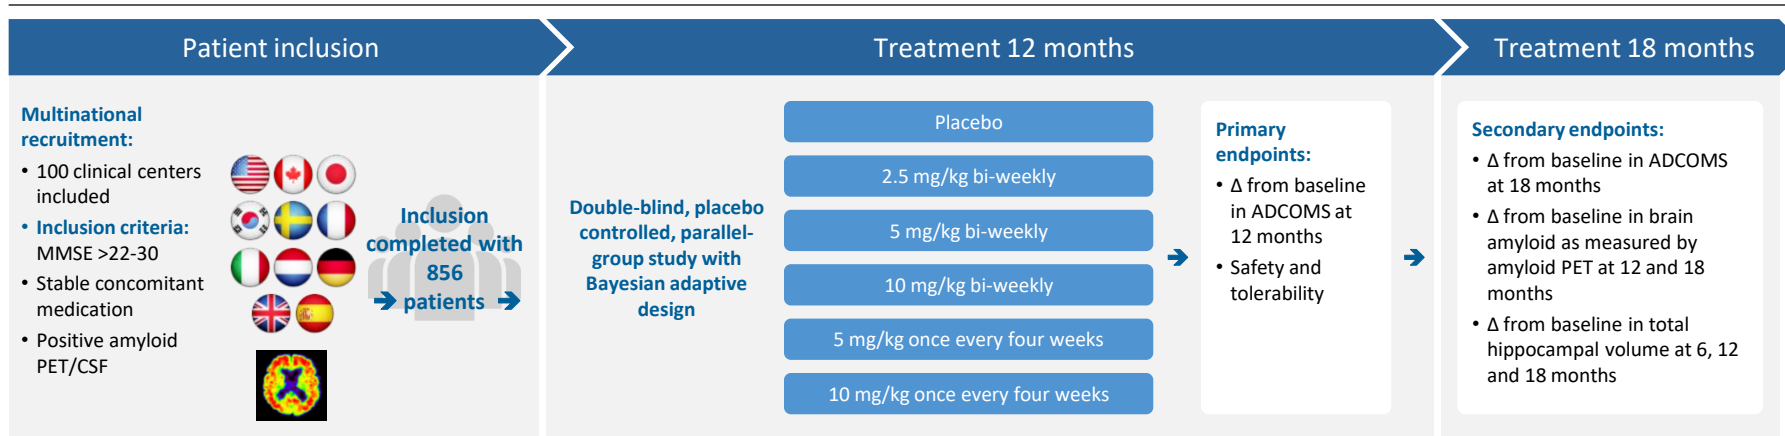 Patient inclusion
Treatment 12 months
Treatment 18 months
Multinational
recruitment:
• 100 clinical centers
included
• Inclusion criteria:
MMSE >22-30
• Stable concomitant
medication
• Positive amyloid
PET/CSF
Inclusion
completed with
856
patients
Double-blind, placebo
controlled, parallel-
group study with
Bayesian adaptive
design
Placebo
2.5 mg/kg bi-weekly
5 mg/kg bi-weekly
10 mg/kg bi-weekly
5 mg/kg once every four weeks
10 mg/kg once every four weeks
Primary
endpoints:
• Δ from baseline
in ADCOMS at
12 months
• Safety and
tolerability
Secondary endpoints:
• Δ from baseline in ADCOMS
at 18 months
• Δ from baseline in brain
amyloid as measured by
amyloid PET at 12 and 18
months
• Δ from baseline in total
hippocampal volume at 6, 12
and 18 months